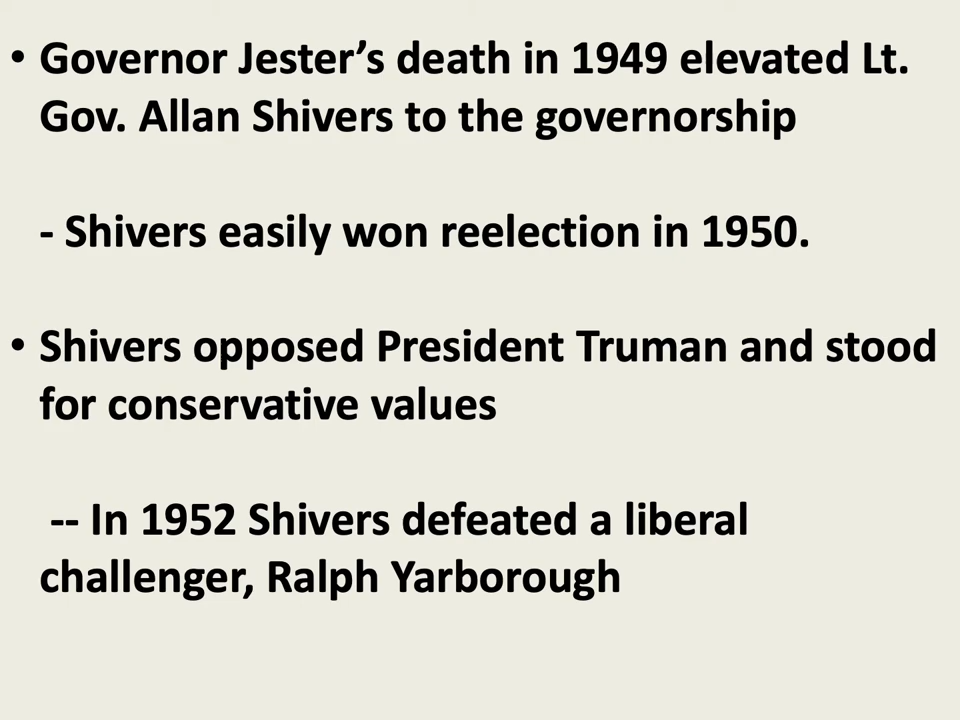 • Governor Jester’s death in 1949 elevated Lt.
Gov. Allan Shivers to the governorship
- Shivers easily won reelection in 1950.
• Shivers opposed President Truman and stood
for conservative values
-- In 1952 Shivers defeated a liberal
challenger, Ralph Yarborough